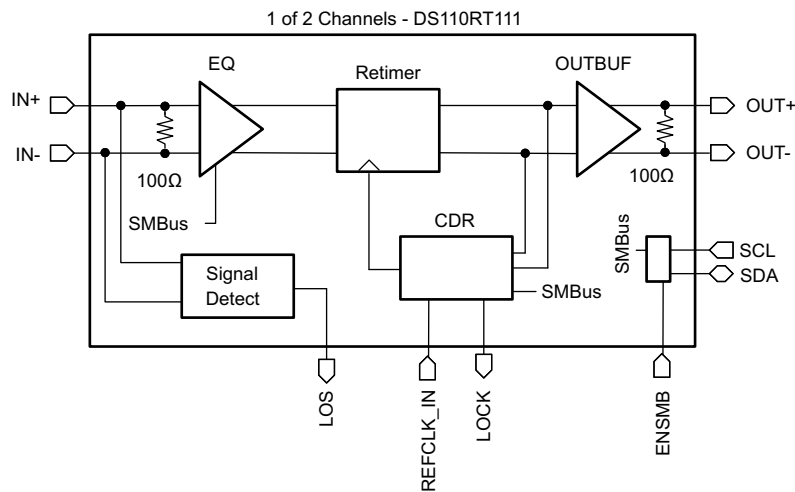 1 of 2 Channels - DS110RT111
EQ
Retimer
OUTBUF
IN+
OUT+
IN-
OUT-
100Ω
100Ω
SMBus
CDR
SMBus
SCL
SDA
Signal
Detect
SMBus
LOS
REFCLK_IN
LOCK
ENSMB